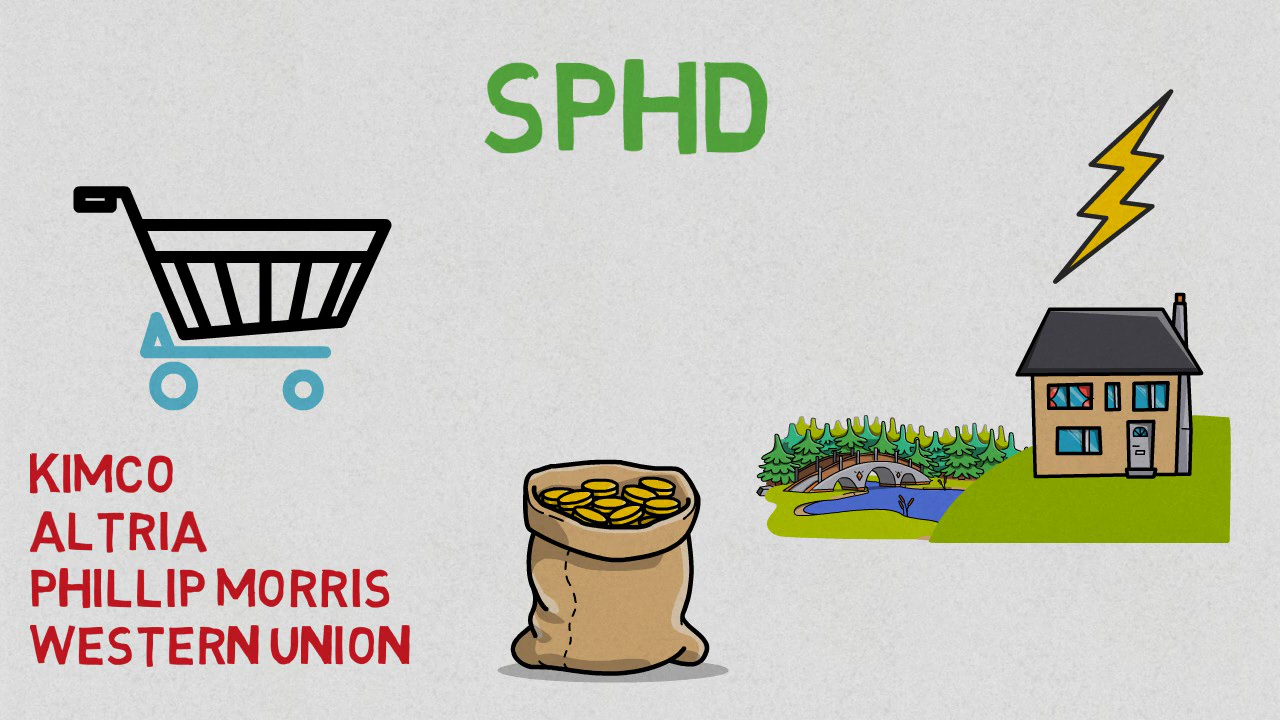 SPHD
KIMCO
ALTRIA
PHILLIP MORRIS
WESTERN UNION